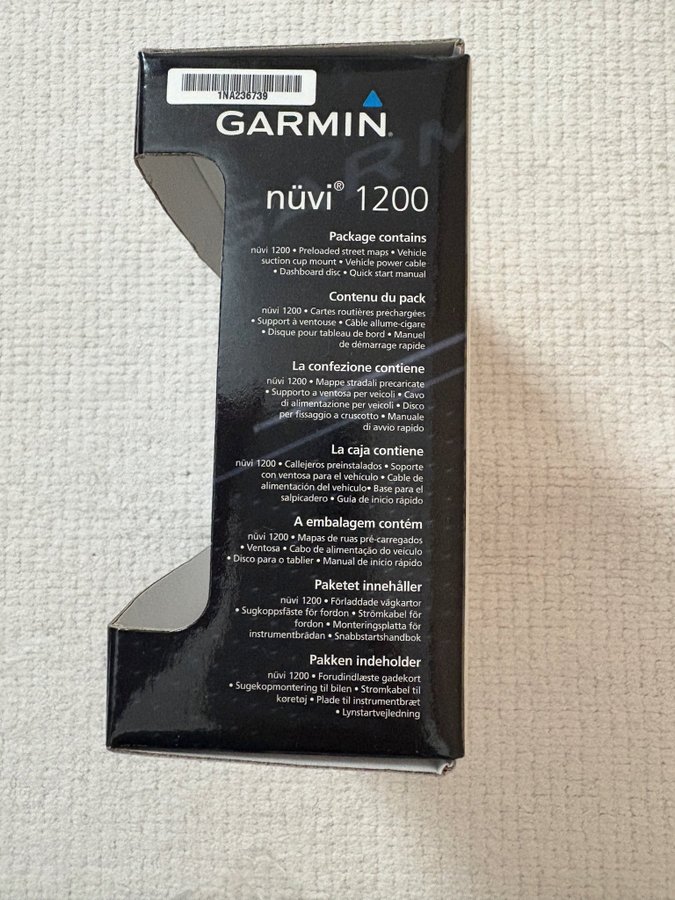 1NA236739
GARMIN®
nüvi® 1200
Package contains
nüvi 1200 • Preloaded street maps • Vehicle
suction cup mount • Vehicle power cable
• Dashboard disc • Quick start manual
Contenu du pack
nüvi 1200 • Cartes routières prechargées
• Support à ventouse • Câble allume-cigare
• Disque pour tableau de bord • Manuel
de démarrage rapide
La confezione contiene
nüvi 1200 • Mappe stradali precaricate
• Supporto a ventosa per veicoli • Cavo
di alimentazione per veicoli • Disco
per fissaggio a cruscotto • Manuale
di avvio rapido
La caja contiene
nüvi 1200 • Callejeros preinstalados • Soporte
con ventosa para el vehículo • Cable de
alimentación del vehículo• Base para el
salpicadero • Guía de inicio rápido
A embalagem contém
nüvi 1200 • Mapas de ruas pré-carregados
• Ventosa • Cabo de alimentação do veículo
• Disco para o tablier • Manual de início rápido
Paketet innehåller
nüvi 1200 • Förladdade vägkartor
• Sugkoppsfäste för fordon • Strömkabel för
fordon • Monteringsplatta för
instrumentbrädan • Snabbstartshandbok
Pakken indeholder
nüvi 1200 • Forudindlæste gadekort
• Sugekopmontering til bilen • Strømkabel til
køretøj • Plade til instrumentbræt
• Lynstartvejledning